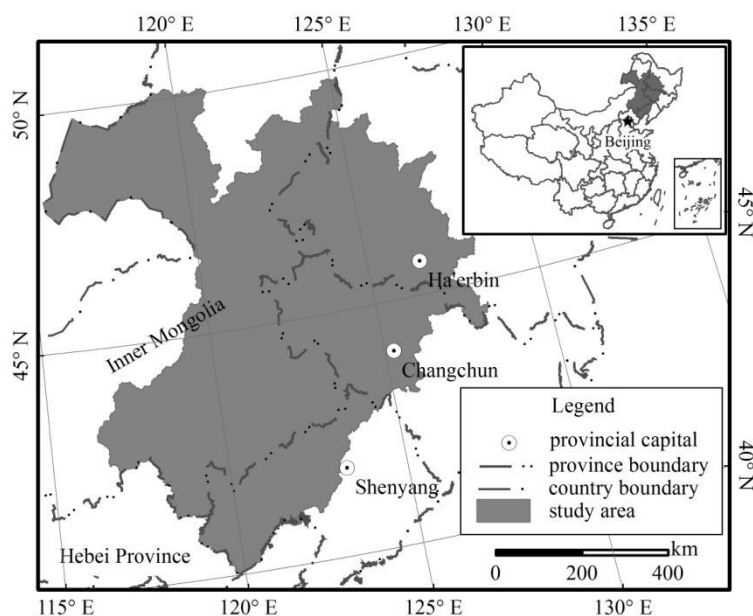 120° E
125° E
130° E
135° E
50° N
45° N
45° N
40° N
Beijing
Ha'erbin
Inner Mongolia
Changchun
Shenyang
Hebei Province
Legend
provincial capital
province boundary
country boundary
study area
km
0 200 400
115° E
120° E
125° E
130° E